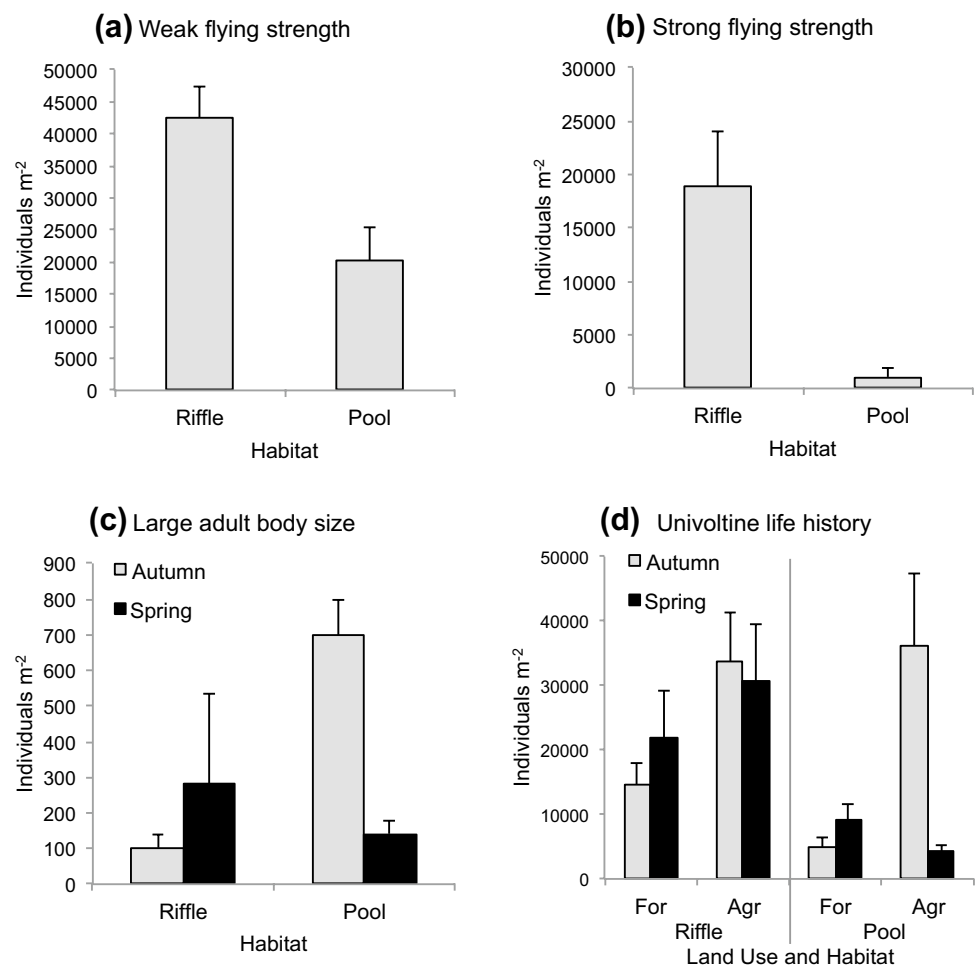 (a) Weak flying strength
50000
45000
40000
35000
30000
25000
20000
15000
10000
5000
0
Individuals m-2
Riffle Pool
Habitat
(b) Strong flying strength
30000
25000
20000
15000
10000
5000
0
Individuals m-2
Riffle Pool
Habitat
(c) Large adult body size
900
800
700
600
500
400
300
200
100
0
Individuals m-2
Autumn
Spring
Riffle Pool
Habitat
(d) Univoltine life history
50000
40000
30000
20000
10000
0
Individuals m-2
Autumn
Spring
For Agr For Agr
Riffle Pool
Land Use and Habitat